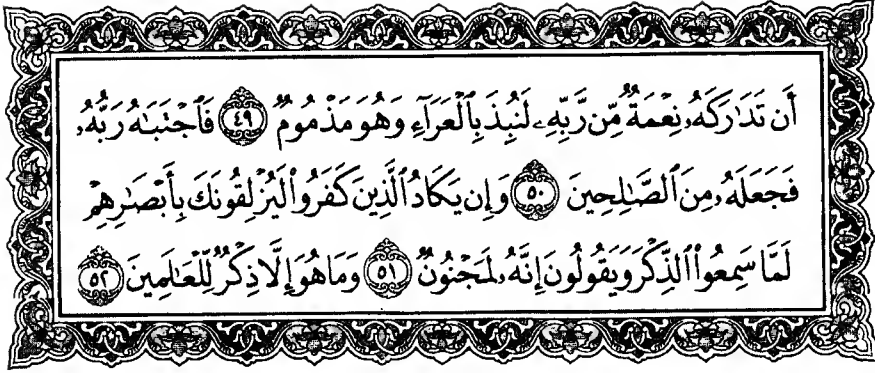 أَن تَدَٰرَكَهُۥ نِعْمَةٌ مِّن رَّبِّهِۦ لَنُبِذَ بِٱلْعَرَآءِ وَهُوَ مَذْمُومٌ ٤٩ فَٱجْتَبَٰهُ رَبُّهُۥ
فَجَعَلَهُۥ مِنَ ٱلصَّٰلِحِينَ ٥٠ وَإِن يَكَادُ ٱلَّذِينَ كَفَرُوا۟ لَيُزْلِقُونَكَ بِأَبْصَٰرِهِمْ
لَمَّا سَمِعُوا۟ ٱلذِّكْرَ وَيَقُولُونَ إِنَّهُۥ لَمَجْنُونٌ ٥١ وَمَا هُوَ إِلَّا ذِكْرٌ لِّلْعَٰلَمِينَ ٥٢